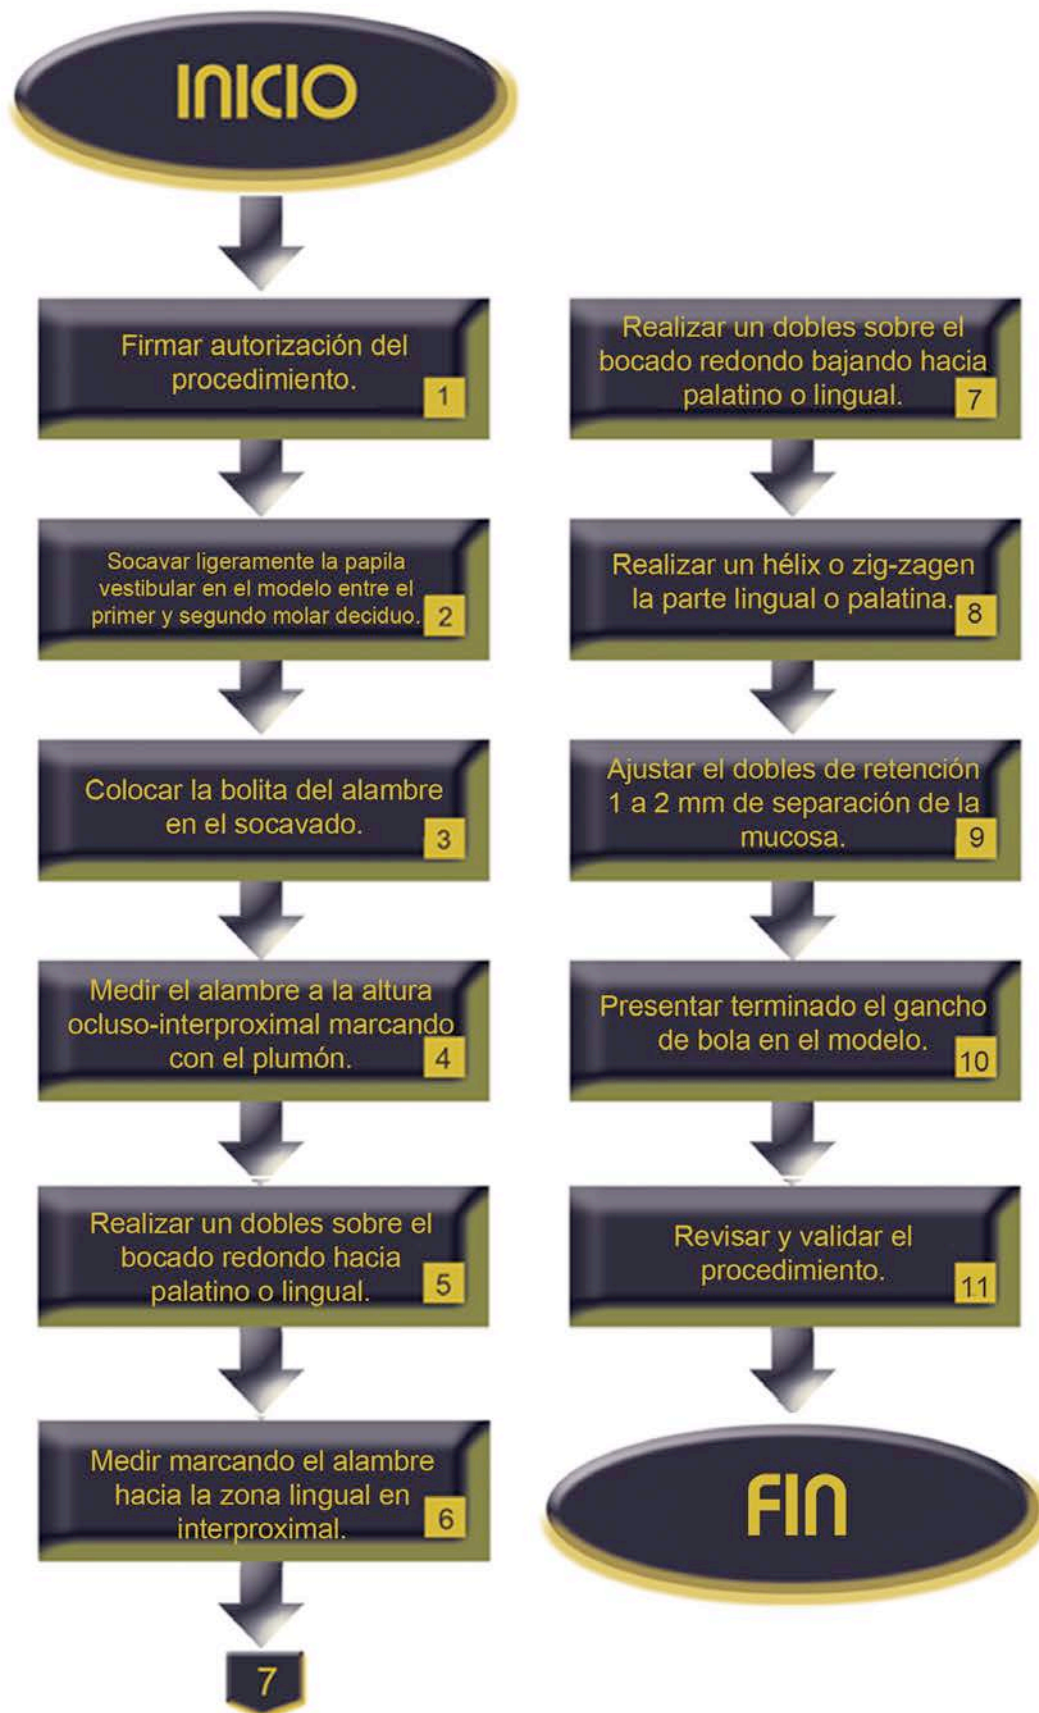 INICIO
Firmar autorización del
procedimiento.
1
Socavar ligeramente la papila
vestibular en el modelo entre el
primer y segundo molar deciduo.
2
Colocar la bolita del alambre
en el socavado.
3
Medir el alambre a la altura
ocluso-interproximal marcando
con el plumón.
4
Realizar un dobles sobre el
bocado redondo hacia
palatino o lingual.
5
Medir marcando el alambre
hacia la zona lingual en
interproximal.
6
7
Realizar un dobles sobre el
bocado redondo bajando hacia
palatino o lingual.
7
Realizar un hélix o zig-zagen
la parte lingual o palatina.
8
Ajustar el dobles de retención
1 a 2 mm de separación de la
mucosa.
9
Presentar terminado el gancho
de bola en el modelo.
10
Revisar y validar el
procedimiento.
11
FIN